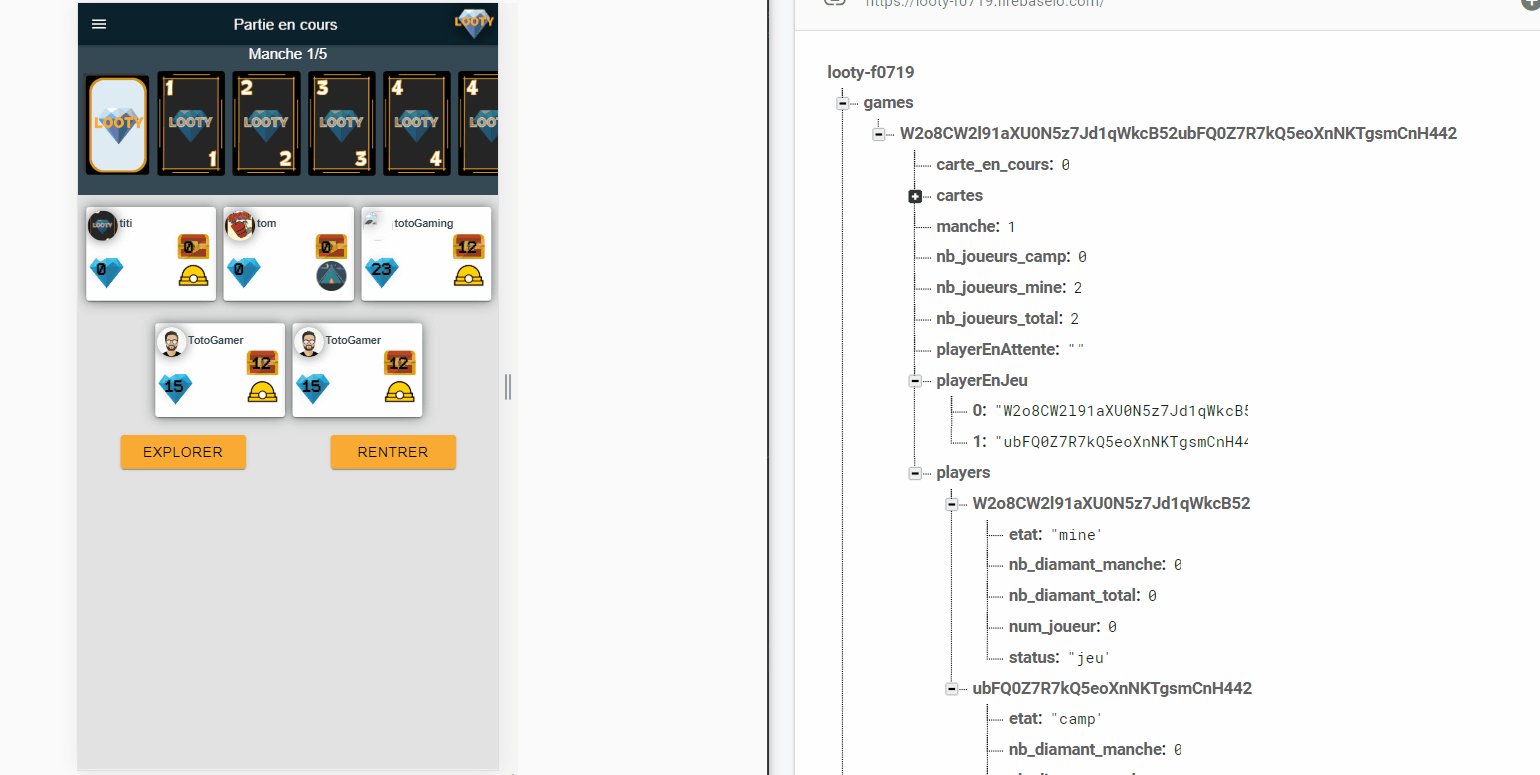 Partie en cours
LOOTY
Manche 1/5
LOOTY
1 LOOTY 1
2 LOOTY 2
3 LOOTY 3
4 LOOTY 4
4 LOO
LOOTY titi
0
0
tom
0
0
totoGaming
12
23
TotoGamer
12
15
TotoGamer
12
15
EXPLORER
RENTRER
https://looty-f0719.firebaseio.com/
looty-f0719
games
W2o8CW2l91aXU0N5z7Jd1qWkcB52ubFQ0Z7R7kQ5eoXnNKTgsmCnH442
carte_en_cours: 0
cartes
manche: 1
nb_joueurs_camp: 0
nb_joueurs_mine: 2
nb_joueurs_total: 2
playerEnAttente: ""
playerEnJeu
0: "W2o8CW2l91aXU0N5z7Jd1qWkcB5
1: "ubFQ0Z7R7kQ5eoXnNKTgsmCnH44
players
W2o8CW2l91aXU0N5z7Jd1qWkcB52
etat: "mine"
nb_diamant_manche: 0
nb_diamant_total: 0
num_joueur: 0
status: "jeu"
ubFQ0Z7R7kQ5eoXnNKTgsmCnH442
etat: "camp"
nb_diamant_manche: 0